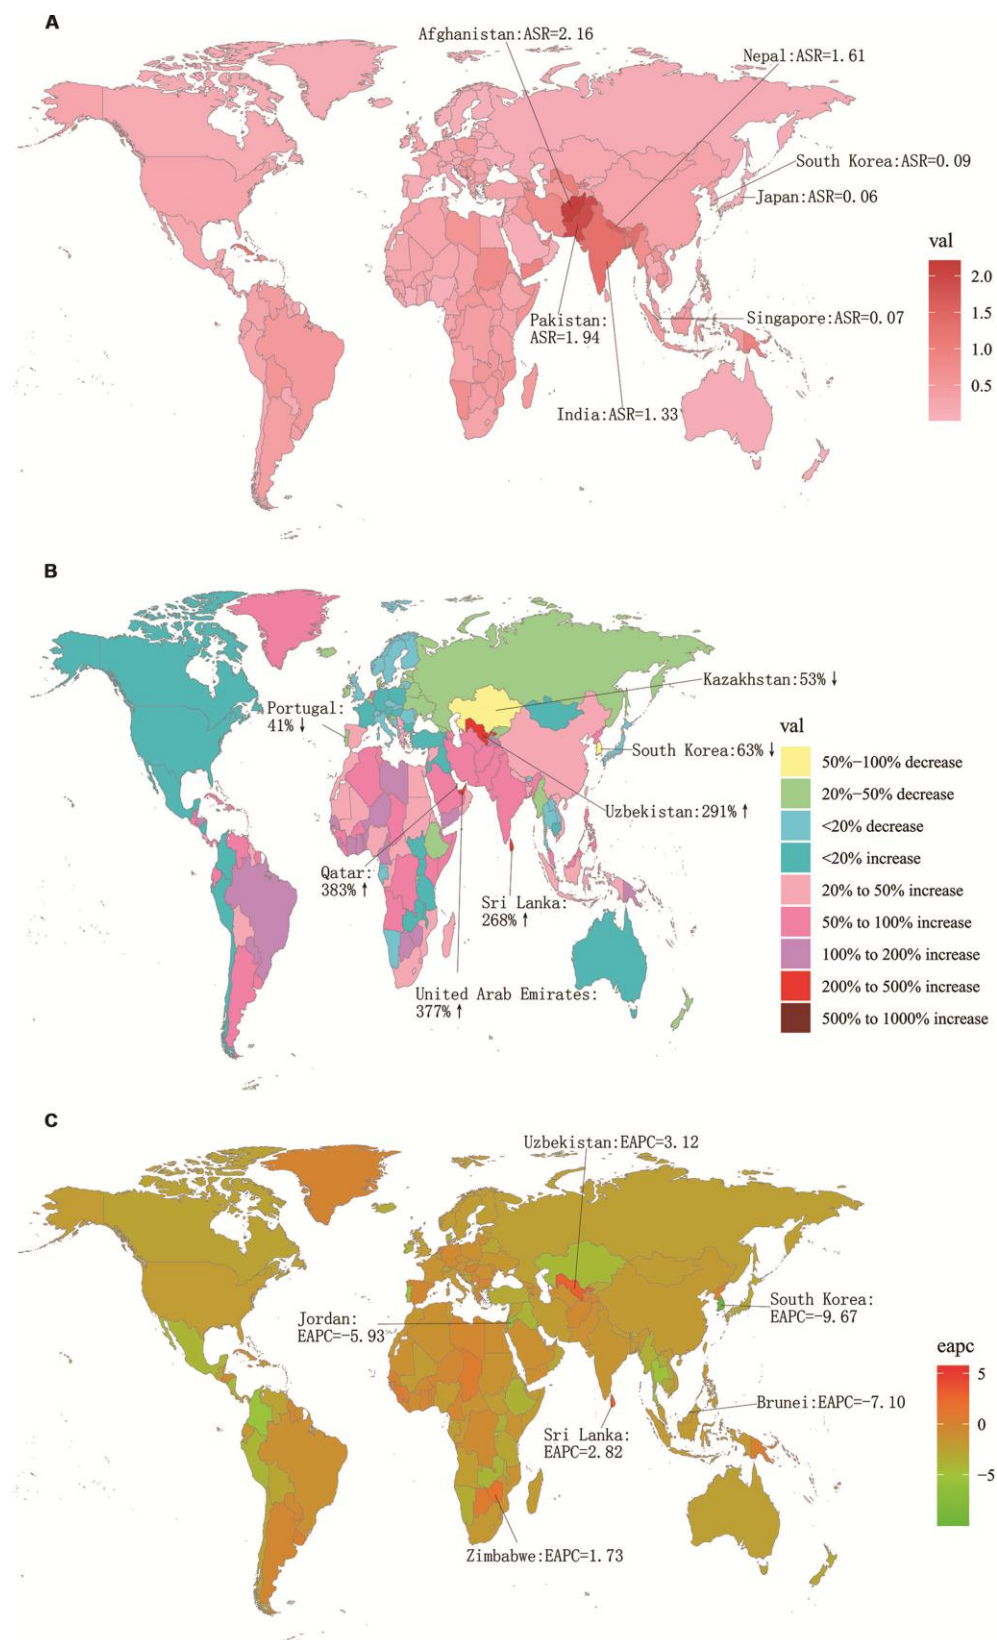 A
Afghanistan:ASR=2.16
Nepal:ASR=1.61
South Korea:ASR=0.09
Japan:ASR=0.06
val
2.0
1.5
1.0
0.5
Singapore:ASR=0.07
Pakistan:
ASR=1.94
India:ASR=1.33
B
Kazakhstan:53% ↓
Portugal:
41% ↓
South Korea:63% ↓
Uzbekistan:291% ↑
Qatar:
383% ↑
Sri Lanka:
268% ↑
United Arab Emirates:
377% ↑
val
50%–100% decrease
20%–50% decrease
<20% decrease
<20% increase
20% to 50% increase
50% to 100% increase
100% to 200% increase
200% to 500% increase
500% to 1000% increase
C
Uzbekistan:EAPC=3.12
South Korea:
EAPC=−9.67
Jordan:
EAPC=−5.93
eapc
5
0
−5
Brunei:EAPC=−7.10
Sri Lanka:
EAPC=2.82
Zimbabwe:EAPC=1.73